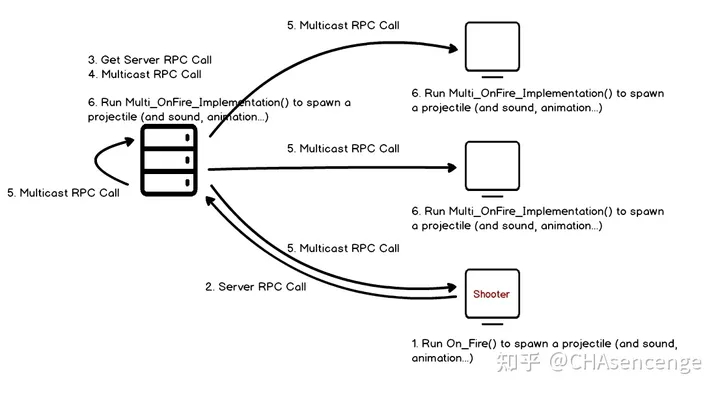 5. Multicast RPC Call
3. Get Server RPC Call
4. Multicast RPC Call
6. Run Multi_OnFire_Implementation() to spawn a
projectile (and sound, animation...)
6. Run Multi_OnFire_Implementation() to spawn
a projectile (and sound, animation...)
5. Multicast RPC Call
5. Multicast RPC Call
6. Run Multi_OnFire_Implementation() to spawn
a projectile (and sound, animation...)
5. Multicast RPC Call
2. Server RPC Call
Shooter
1. Run On_Fire() to spawn a projectile (and sound,
animation...)
知乎 @CHAsencenge